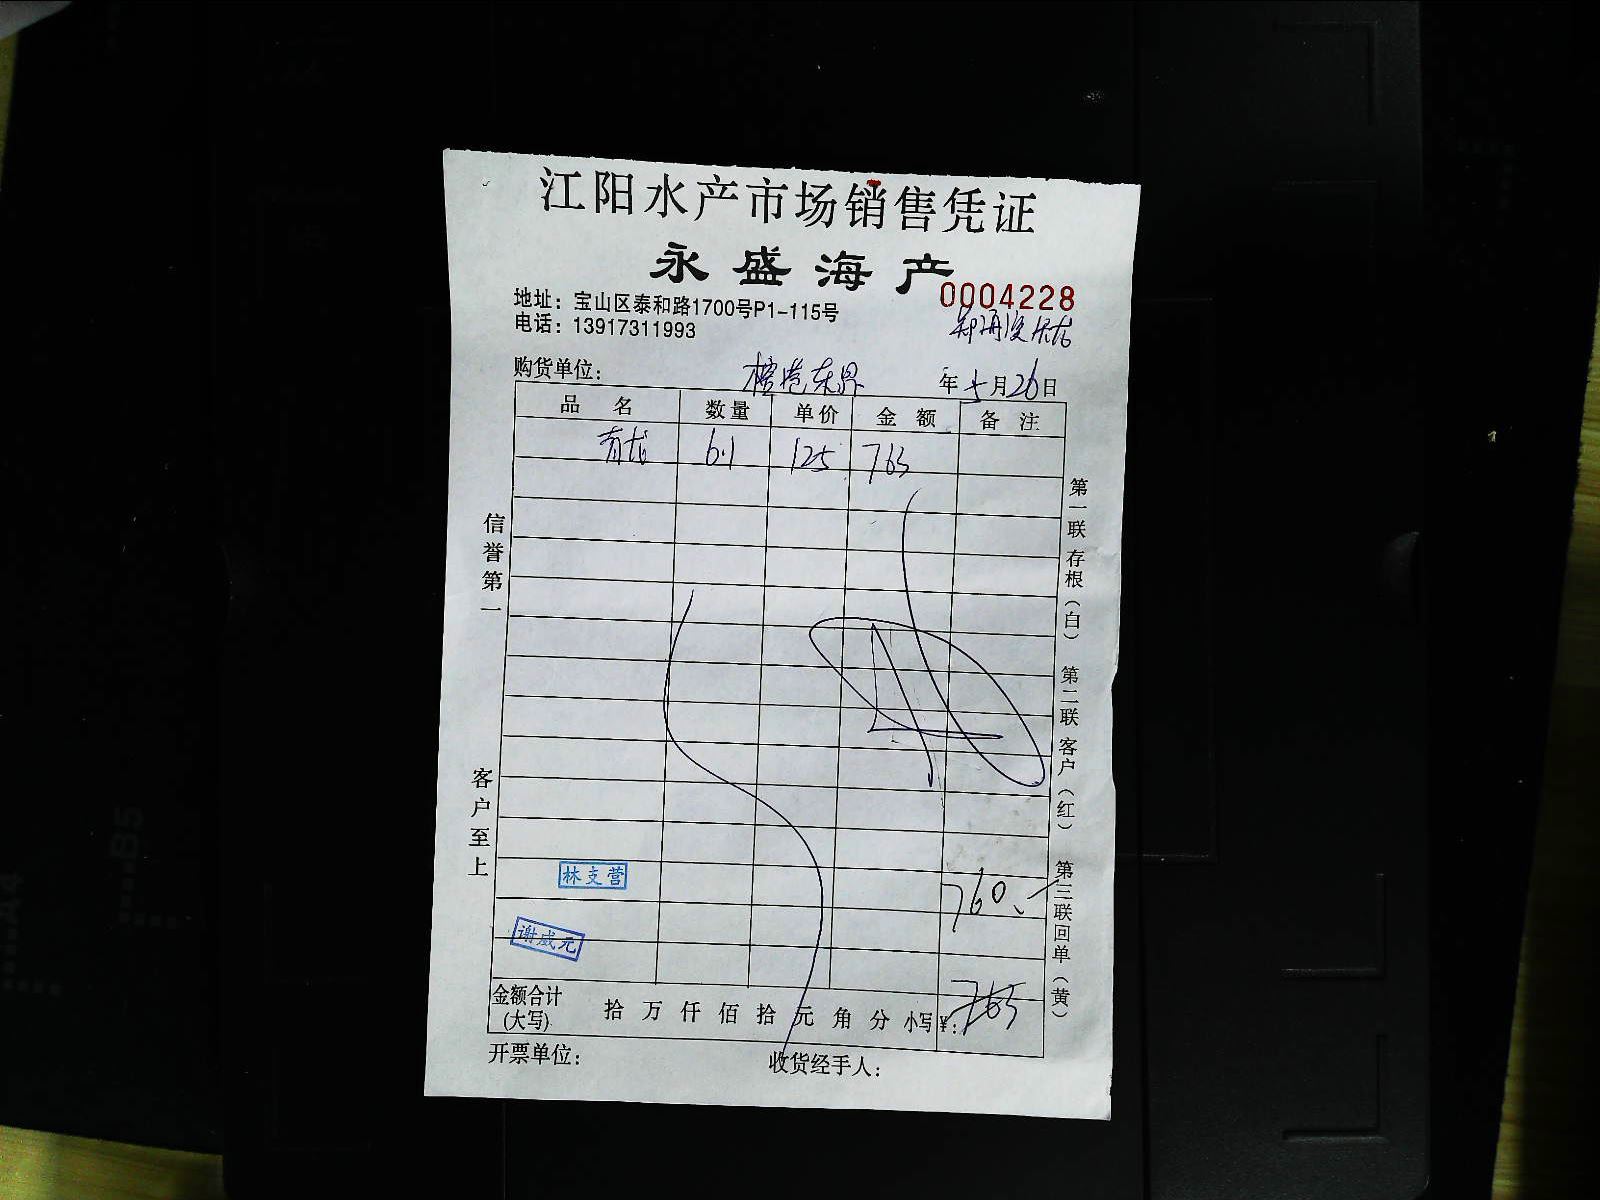 江阳水产市场销售凭证
永盛海产
0004228
地址：宝山区泰和路1700号P1-115号
电话：13917311993
购货单位：
年 5月26日
品 名 数量 单价 金 额 备 注
青龙 6.1 125 763
信誉第一
客户至上
第一联 存根（白） 第二联 客户（红） 第三联回单（黄）
林支营
760.-
谢威元
金额合计
(大写) 拾 万 仟 佰 拾 元 角 分 小写¥： 763
开票单位： 收货经手人：